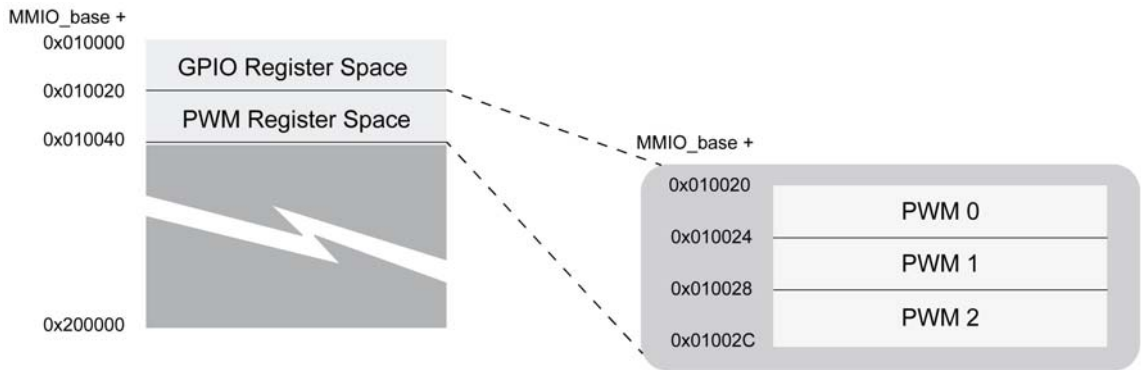 MMIO_base +
0x010000
GPIO Register Space
0x010020
PWM Register Space
0x010040
0x200000
MMIO_base +
0x010020
PWM 0
0x010024
PWM 1
0x010028
PWM 2
0x01002C